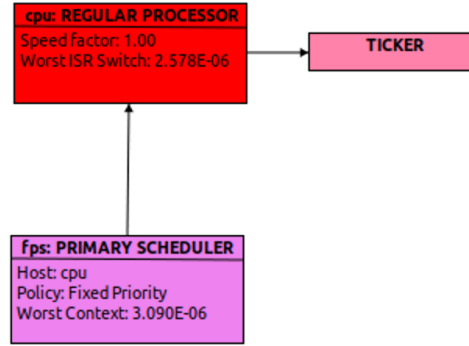 cpu: REGULAR PROCESSOR
Speed factor: 1.00
Worst ISR Switch: 2.578E-06
TICKER
fps: PRIMARY SCHEDULER
Host: cpu
Policy: Fixed Priority
Worst Context: 3.090E-06